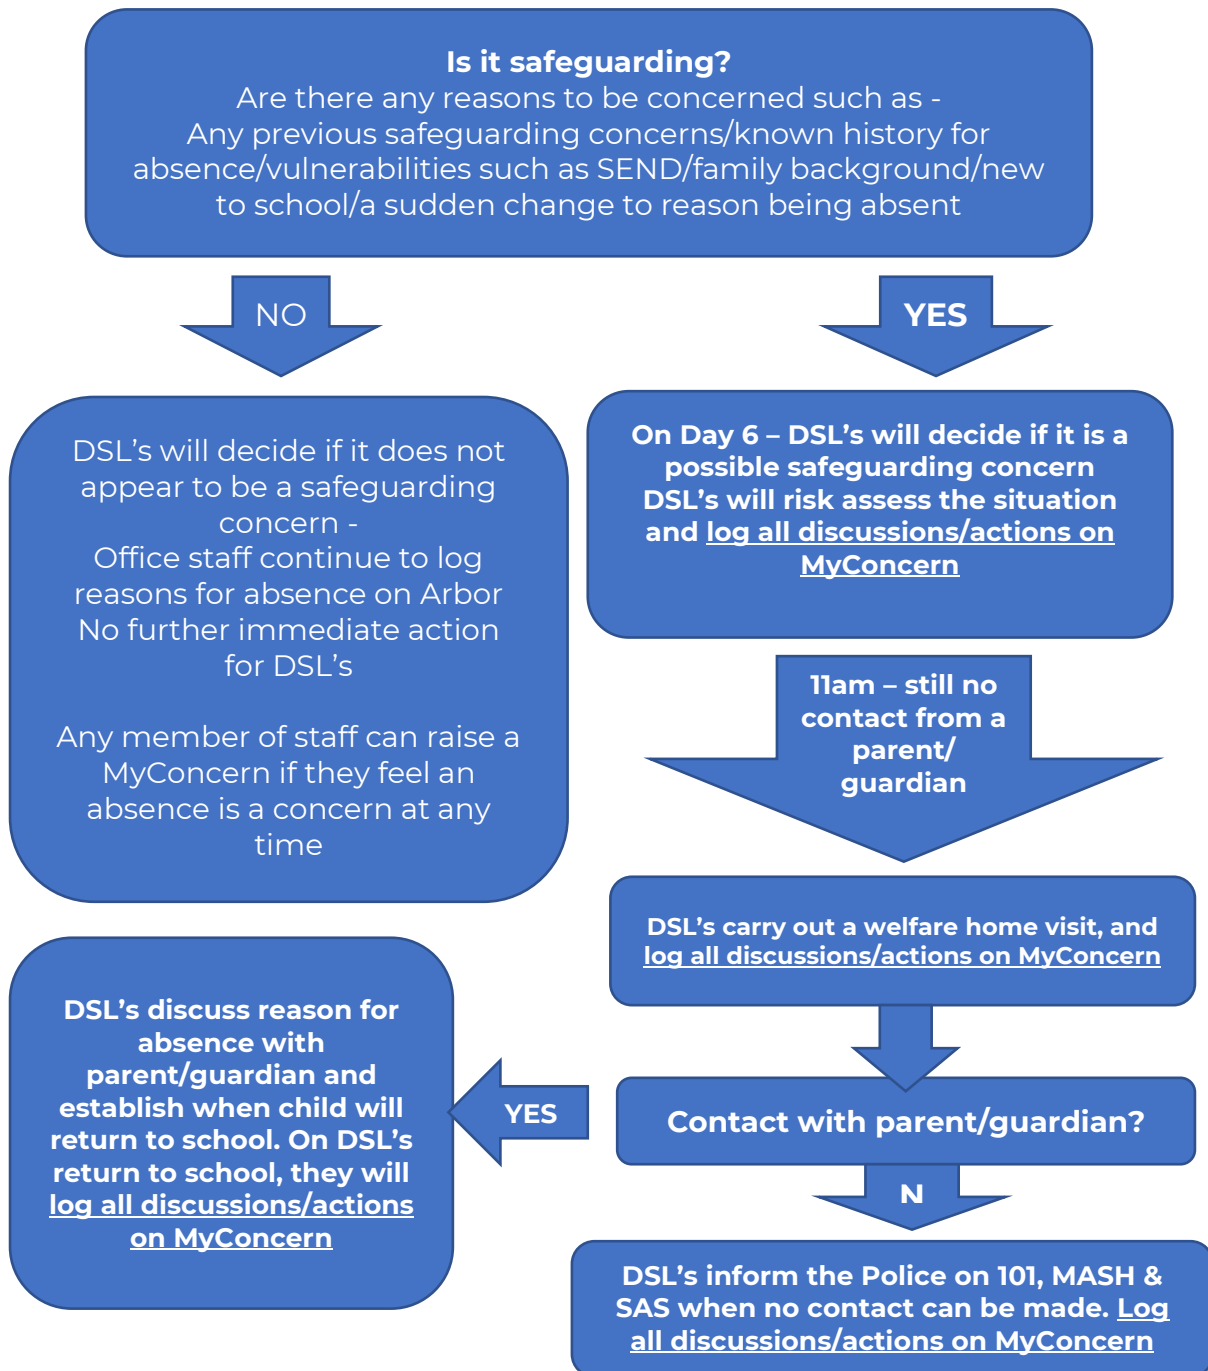 Is it safeguarding?
Are there any reasons to be concerned such as -
Any previous safeguarding concerns/known history for
absence/vulnerabilities such as SEND/family background/new
to school/a sudden change to reason being absent
NO
YES
DSL’s will decide if it does not
appear to be a safeguarding
concern -
Office staff continue to log
reasons for absence on Arbor
No further immediate action
for DSL’s
Any member of staff can raise a
MyConcern if they feel an
absence is a concern at any
time
On Day 6 – DSL’s will decide if it is a
possible safeguarding concern
DSL’s will risk assess the situation
and log all discussions/actions on
MyConcern
11am – still no
contact from a
parent/
guardian
DSL’s carry out a welfare home visit, and
log all discussions/actions on MyConcern
Contact with parent/guardian?
YES
DSL’s discuss reason for
absence with
parent/guardian and
establish when child will
return to school. On DSL’s
return to school, they will
log all discussions/actions
on MyConcern
N
DSL’s inform the Police on 101, MASH &
SAS when no contact can be made. Log
all discussions/actions on MyConcern